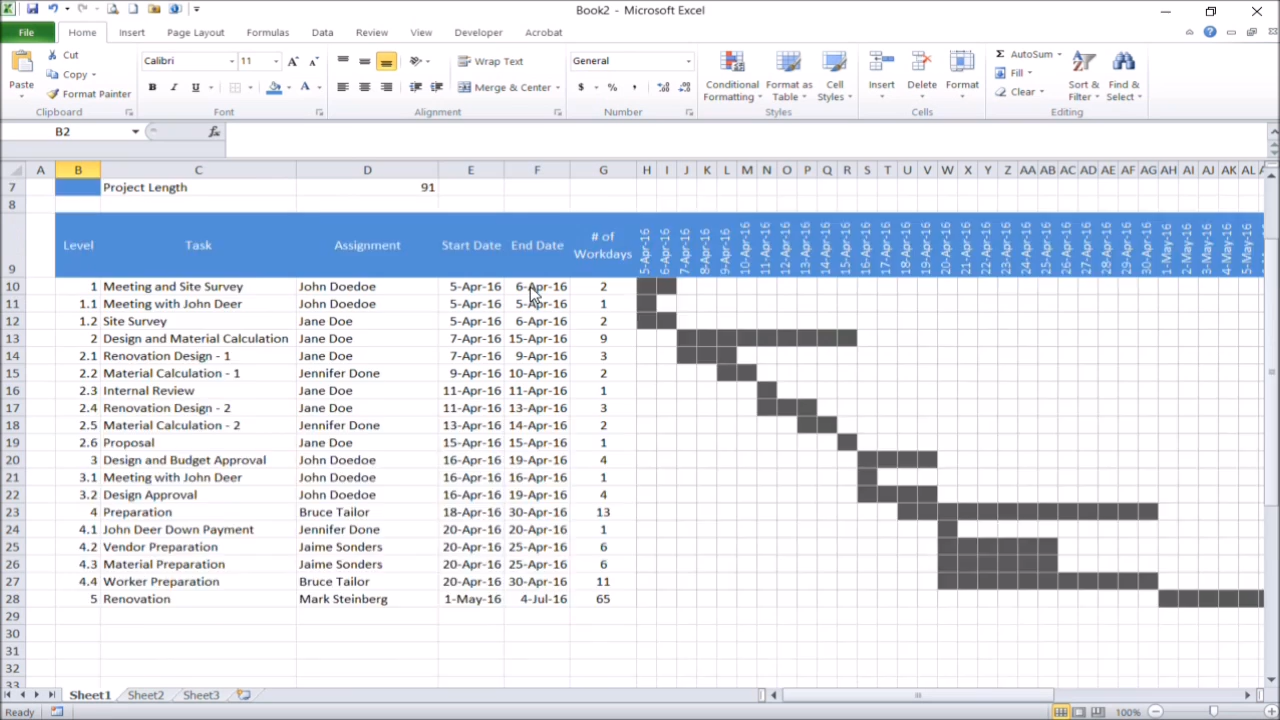 Book2 - Microsoft Excel
File Home Insert Page Layout Formulas Data Review View Developer Acrobat
Paste
Cut
Copy
Format Painter
Clipboard
Calibri 11
B I U A
Font
Wrap Text
Merge & Center
Alignment
General
$ % ,
Number
Conditional Formatting
Format as Table
Cell Styles
Styles
Insert Delete Format
Cells
AutoSum
Fill
Clear
Sort & Filter
Find & Select
Editing
B2 fx
A B C D E F G H I J K L M N O P Q R S T U V W X Y Z AA AB AC AD AE AF AG AH AI AJ AK AL
7 Project Length 91
8
9 Level Task Assignment Start Date End Date # of Workdays 5-Apr-16 6-Apr-16 7-Apr-16 8-Apr-16 9-Apr-16 10-Apr-16 11-Apr-16 12-Apr-16 13-Apr-16 14-Apr-16 15-Apr-16 16-Apr-16 17-Apr-16 18-Apr-16 19-Apr-16 20-Apr-16 21-Apr-16 22-Apr-16 23-Apr-16 24-Apr-16 25-Apr-16 26-Apr-16 27-Apr-16 28-Apr-16 29-Apr-16 30-Apr-16 1-May-16 2-May-16 3-May-16 4-May-16 5-May-16
10 1 Meeting and Site Survey John Doedoe 5-Apr-16 6-Apr-16 2
11 1.1 Meeting with John Deer John Doedoe 5-Apr-16 5-Apr-16 1
12 1.2 Site Survey Jane Doe 5-Apr-16 6-Apr-16 2
13 2 Design and Material Calculation Jane Doe 7-Apr-16 15-Apr-16 9
14 2.1 Renovation Design - 1 Jane Doe 7-Apr-16 9-Apr-16 3
15 2.2 Material Calculation - 1 Jennifer Done 9-Apr-16 10-Apr-16 2
16 2.3 Internal Review Jane Doe 11-Apr-16 11-Apr-16 1
17 2.4 Renovation Design - 2 Jane Doe 11-Apr-16 13-Apr-16 3
18 2.5 Material Calculation - 2 Jennifer Done 13-Apr-16 14-Apr-16 2
19 2.6 Proposal Jane Doe 15-Apr-16 15-Apr-16 1
20 3 Design and Budget Approval John Doedoe 16-Apr-16 19-Apr-16 4
21 3.1 Meeting with John Deer John Doedoe 16-Apr-16 16-Apr-16 1
22 3.2 Design Approval John Doedoe 16-Apr-16 19-Apr-16 4
23 4 Preparation Bruce Tailor 18-Apr-16 30-Apr-16 13
24 4.1 John Deer Down Payment Jennifer Done 20-Apr-16 20-Apr-16 1
25 4.2 Vendor Preparation Jaime Sonders 20-Apr-16 25-Apr-16 6
26 4.3 Material Preparation Jaime Sonders 20-Apr-16 25-Apr-16 6
27 4.4 Worker Preparation Bruce Tailor 20-Apr-16 30-Apr-16 11
28 5 Renovation Mark Steinberg 1-May-16 4-Jul-16 65
29
30
31
32
33
Sheet1 Sheet2 Sheet3
Ready 100%